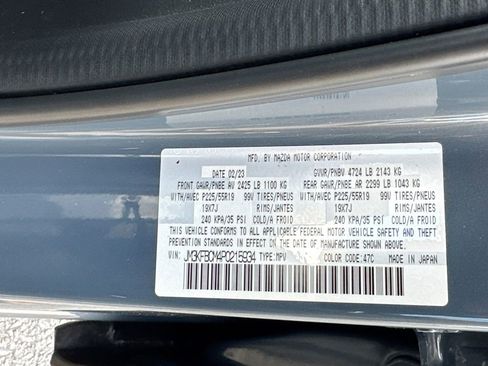 MFD. BY MAZDA MOTOR CORPORATION
DATE 02/23 GVWR/PNBV 4724 LB 2143 KG
FRONT GAWR/PNBE AV 2425 LB 1100 KG REAR GAWR/PNBE AR 2299 LB 1043 KG
WITH/AVEC P225/55R19 99V TIRES/PNEUS WITH/AVEC P225/55R19 99V TIRES/PNEUS
19X7J RIMS/JANTES 19X7J RIMS/JANTES
240 KPA/35 PSI COLD/A FROID 240 KPA/35 PSI COLD/A FROID
THIS VEHICLE CONFORMS TO ALL APPLICABLE FEDERAL MOTOR VEHICLE
SAFETY, BUMPER, AND THEFT PREVENTION STANDARDS IN EFFECT ON THE
DATE OF MANUFACTURE SHOWN ABOVE.
VIN: JM3KFBCM4P0215934 TYPE:MPV
COLOR CODE:47C MADE IN JAPAN